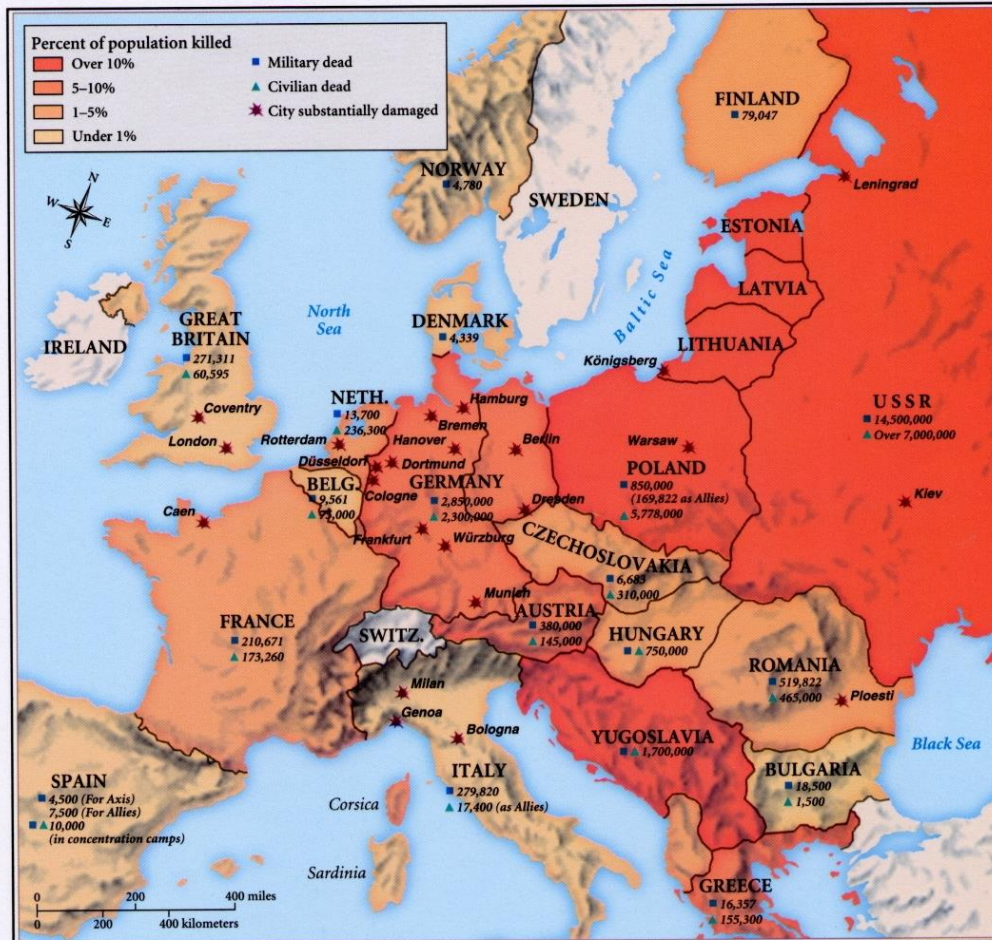 Percent of population killed
Over 10%
5–10%
1–5%
Under 1%
Military dead
Civilian dead
City substantially damaged
N
W
E
S
FINLAND
79,047
NORWAY
4,780
SWEDEN
Leningrad
ESTONIA
LATVIA
LITHUANIA
Baltic Sea
North
Sea
DENMARK
4,339
IRELAND
GREAT
BRITAIN
271,311
60,595
Coventry
London
Königsberg
USSR
14,500,000
Over 7,000,000
Kiev
NETH.
13,700
236,300
Rotterdam
Hamburg
Bremen
Hanover
Berlin
Düsseldorf
Dortmund
Cologne
GERMANY
2,850,000
2,300,000
Dresden
Frankfurt
Würzburg
Munich
Warsaw
POLAND
850,000
(169,822 as Allies)
5,778,000
BELG.
9,561
75,000
Caen
CZECHOSLOVAKIA
6,683
310,000
FRANCE
210,671
173,260
SWITZ.
AUSTRIA
380,000
145,000
HUNGARY
750,000
ROMANIA
519,822
465,000
Ploesti
Milan
Genoa
Bologna
ITALY
279,820
17,400 (as Allies)
YUGOSLAVIA
1,700,000
BULGARIA
18,500
1,500
Black Sea
SPAIN
4,500 (For Axis)
7,500 (For Allies)
10,000
(in concentration camps)
Corsica
Sardinia
GREECE
16,357
155,300
0 200 400 miles
0 200 400 kilometers